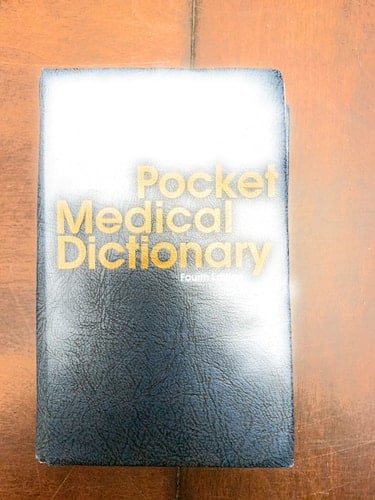 Pocket
Medical
Dictionary
Fourth Edition